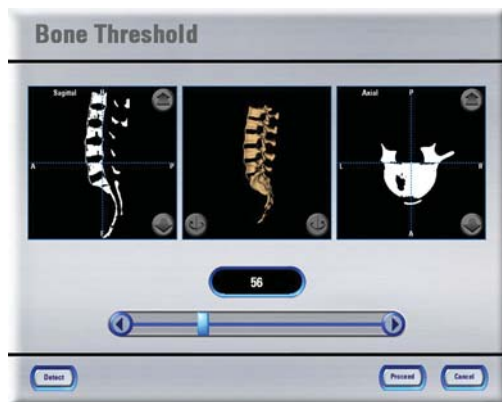 Bone Threshold
Sagittal H
A P
F
Axial P
L R
A
56
Detect Proceed Cancel